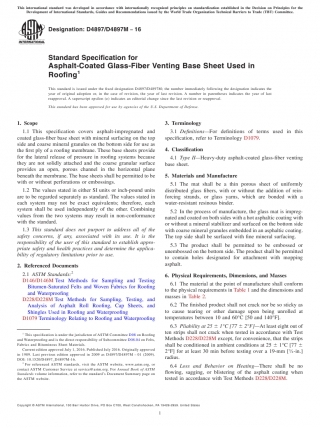 This international standard was developed in accordance with internationally recognized principles on standardization established in the Decision on Principles for the
Development of International Standards, Guides and Recommendations issued by the World Trade Organization Technical Barriers to Trade (TBT) Committee.
Designation: D4897/D4897M − 16
Standard Specification for
Asphalt-Coated Glass-Fiber Venting Base Sheet Used in
Roofing1
This standard is issued under the fixed designation D4897/D4897M; the number immediately following the designation indicates the
year of original adoption or, in the case of revision, the year of last revision. A number in parentheses indicates the year of last
reapproval. A superscript epsilon (ε) indicates an editorial change since the last revision or reapproval.
This standard has been approved for use by agencies of the U.S. Department of Defense.
1. Scope
1.1 This specification covers asphalt-impregnated and
coated glass-fiber base sheet with mineral surfacing on the top
side and coarse mineral granules on the bottom side for use as
the first ply of a roofing membrane. These base sheets provide
for the lateral release of pressure in roofing systems because
they are not solidly attached and the coarse granular surface
provides an open, porous channel in the horizontal plane
beneath the membrane. The base sheets shall be permitted to be
with or without perforations or embossings.
1.2 The values stated in either SI units or inch-pound units
are to be regarded separately as standard. The values stated in
each system may not be exact equivalents; therefore, each
system shall be used independently of the other. Combining
values from the two systems may result in non-conformance
with the standard.
1.3 This standard does not purport to address all of the
safety concerns, if any, associated with its use. It is the
responsibility of the user of this standard to establish appro-
priate safety and health practices and determine the applica-
bility of regulatory limitations prior to use.
2. Referenced Documents
2.1 ASTM Standards:2
D146/D146M Test Methods for Sampling and Testing
Bitumen-Saturated Felts and Woven Fabrics for Roofing
and Waterproofing
D228/D228M Test Methods for Sampling, Testing, and
Analysis of Asphalt Roll Roofing, Cap Sheets, and
Shingles Used in Roofing and Waterproofing
D1079 Terminology Relating to Roofing and Waterproofing
1 This specification is under the jurisdiction of ASTM Committee D08 on Roofing
and Waterproofing and is the direct responsibility of Subcommittee D08.04 on Felts,
Fabrics and Bituminous Sheet Materials.
Current edition approved July 1, 2016. Published July 2016. Originally approved
in 1989. Last previous edition approved in 2009 as D4897/D4897M – 01 (2009).
DOI: 10.1520/D4897_D4897M-16.
2 For referenced ASTM standards, visit the ASTM website, www.astm.org, or
contact ASTM Customer Service at service@astm.org. For Annual Book of ASTM
Standards volume information, refer to the standard's Document Summary page on
the ASTM website.
3. Terminology
3.1 Definitions—For definitions of terms used in this
specification, refer to Terminology D1079.
4. Classification
4.1 Type II—Heavy-duty asphalt-glass-fiber venting
base sheet.
5. Materials and Manufacture
5.1 The mat shall be a thin porous sheet of uniformly
distributed glass fibers, with or without the addition of rein-
forcing strands, or glass yarns, which are bonded with a
water-resistant resinous binder.
5.2 In the process of manufacture, the glass mat is impreg-
nated and coated on both sides with a hot asphaltic coating with
or without a mineral stabilizer and surfaced on the bottom side
with coarse mineral granules embedded in an asphaltic coating.
The top side shall be surfaced with fine mineral surfacing.
5.3 The product shall be permitted to be embossed or
unembossed on the bottom side. The product shall be permitted
to contain holes designated for attachment with mopping
asphalt.
6. Physical Requirements, Dimensions, and Masses
6.1 The material at the point of manufacture shall conform
to the physical requirements in Table 1 and the dimensions and
masses in Table 2.
6.2 The finished product shall not crack nor be so sticky as
to cause tearing or other damage upon being unrolled at
temperatures between 10 and 60°C [50 and 140°F].
6.3 Pliability at 25 ± 1°C [77 ± 2°F]—At least eight out of
ten strips shall not crack when tested in accordance with Test
Methods D228/D228M except, for convenience, that the strips
shall be conditioned in ambient conditions at 25 ± 1°C [77 ±
2°F] for at least 30 min before testing over a 19-mm [¾-in.]
radius.
6.4 Loss and Behavior on Heating—There shall be no
flowing, sagging, or blistering of the asphalt coating when
tested in accordance with Test Methods D228/D228M.
Copyright © ASTM International, 100 Barr Harbor Drive, PO Box C700, West Conshohocken, PA 19428-2959. United States
1